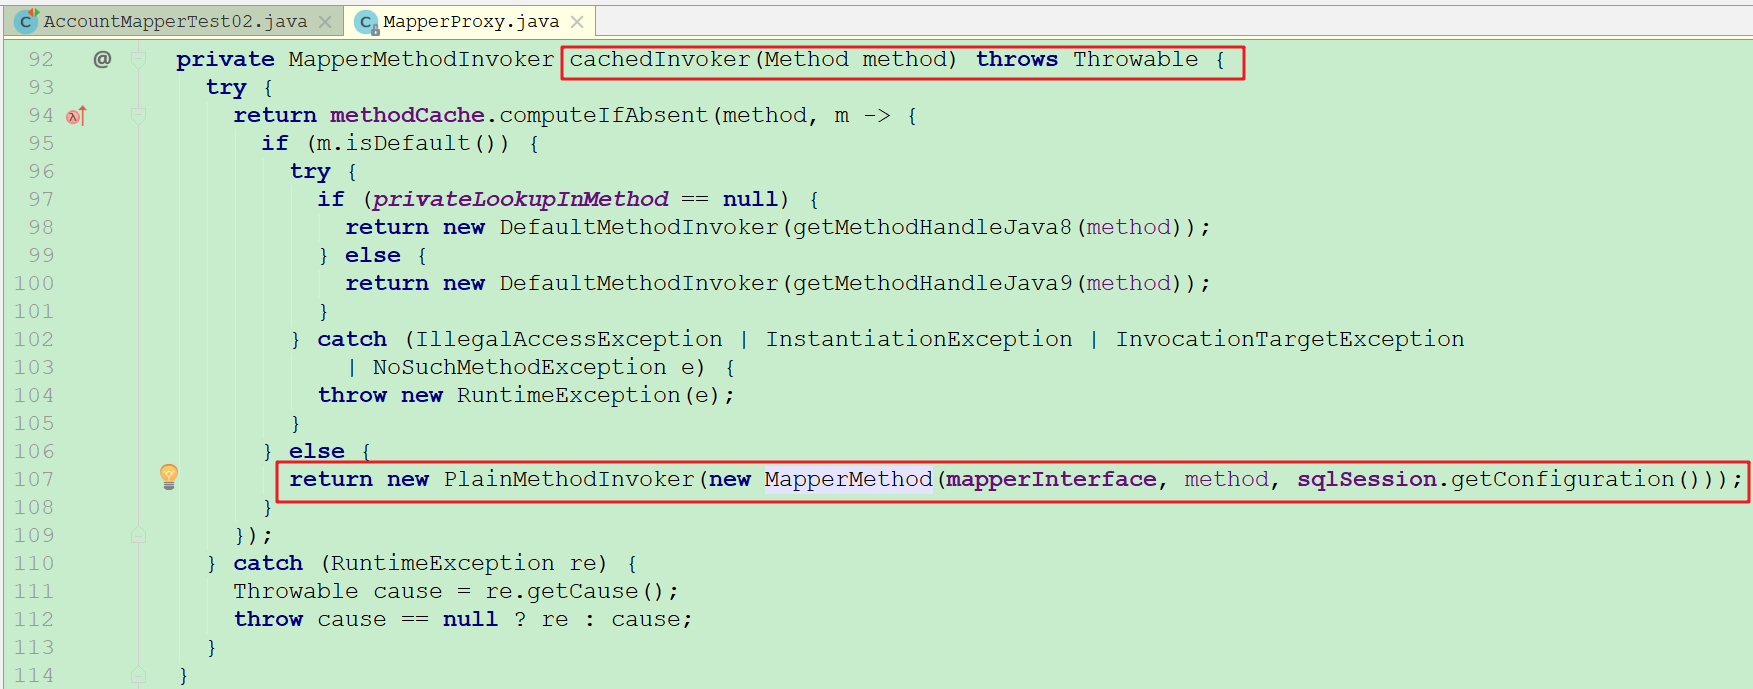 AccountMapperTest02.java MapperProxy.java
92 @ private MapperMethodInvoker cachedInvoker(Method method) throws Throwable {
93 try {
94 return methodCache.computeIfAbsent(method, m -> {
95 if (m.isDefault()) {
96 try {
97 if (privateLookupInMethod == null) {
98 return new DefaultMethodInvoker(getMethodHandleJava8(method));
99 } else {
100 return new DefaultMethodInvoker(getMethodHandleJava9(method));
101 }
102 } catch (IllegalAccessException | InstantiationException | InvocationTargetException
103 | NoSuchMethodException e) {
104 throw new RuntimeException(e);
105 }
106 } else {
107 return new PlainMethodInvoker(new MapperMethod(mapperInterface, method, sqlSession.getConfiguration()));
108 }
109 });
110 } catch (RuntimeException re) {
111 Throwable cause = re.getCause();
112 throw cause == null ? re : cause;
113 }
114 }